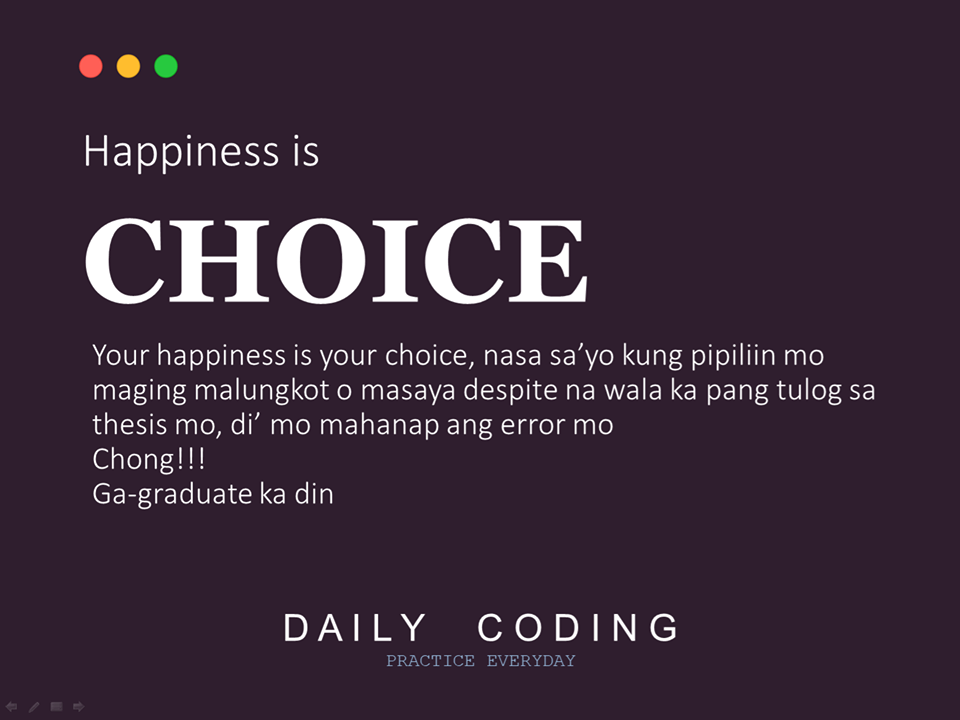 Happiness is
CHOICE
Your happiness is your choice, nasa sa’yo kung pipiliin mo
maging malungkot o masaya despite na wala ka pang tulog sa
thesis mo, di’ mo mahanap ang error mo
Chong!!!
Ga-graduate ka din
DAILY CODING
PRACTICE EVERYDAY